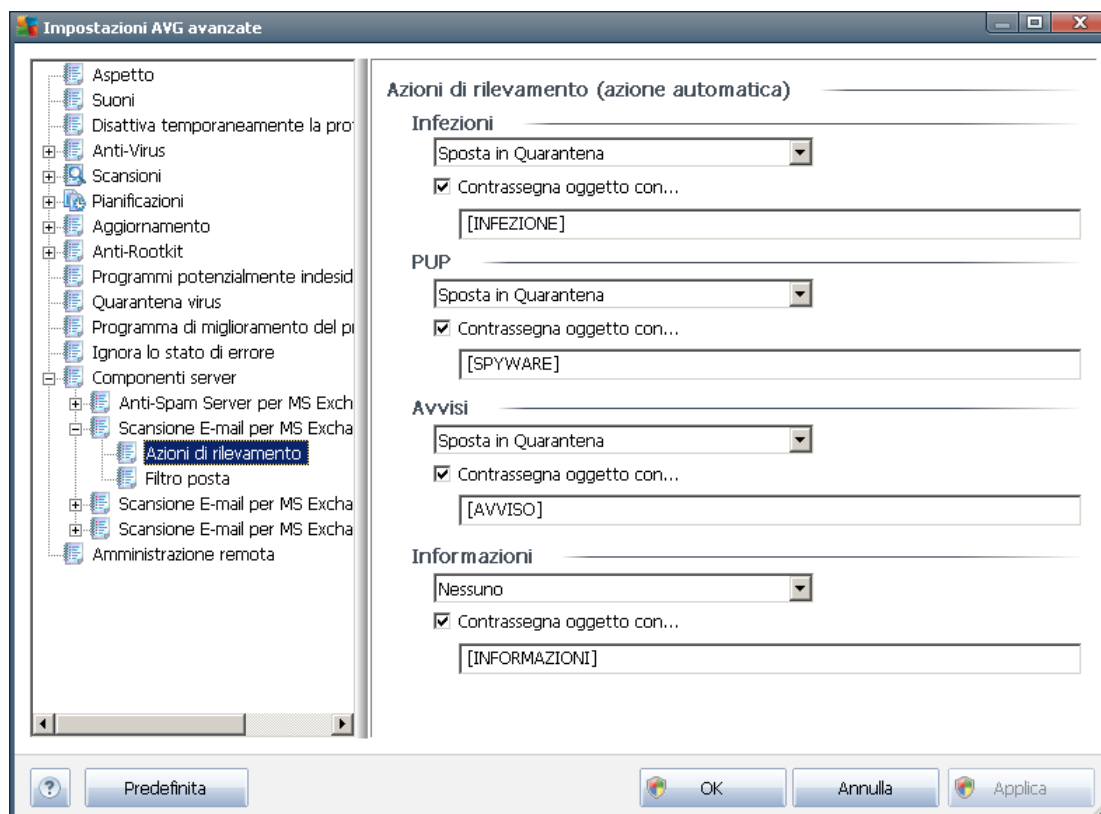 Impostazioni AVG avanzate
Aspetto
Suoni
Disattiva temporaneamente la pro
Anti-Virus
Scansioni
Pianificazioni
Aggiornamento
Anti-Rootkit
Programmi potenzialmente indesid
Quarantena virus
Programma di miglioramento del p
Ignora lo stato di errore
Componenti server
Anti-Spam Server per MS Exch
Scansione E-mail per MS Excha
Azioni di rilevamento
Filtro posta
Scansione E-mail per MS Excha
Scansione E-mail per MS Excha
Amministrazione remota
Azioni di rilevamento (azione automatica)
Infezioni
Sposta in Quarantena
Contrassegna oggetto con...
[INFEZIONE]
PUP
Sposta in Quarantena
Contrassegna oggetto con...
[SPYWARE]
Avvisi
Sposta in Quarantena
Contrassegna oggetto con...
[AVVISO]
Informazioni
Nessuno
Contrassegna oggetto con...
[INFORMAZIONI]
?
Predefinita
OK
Annulla
Applica